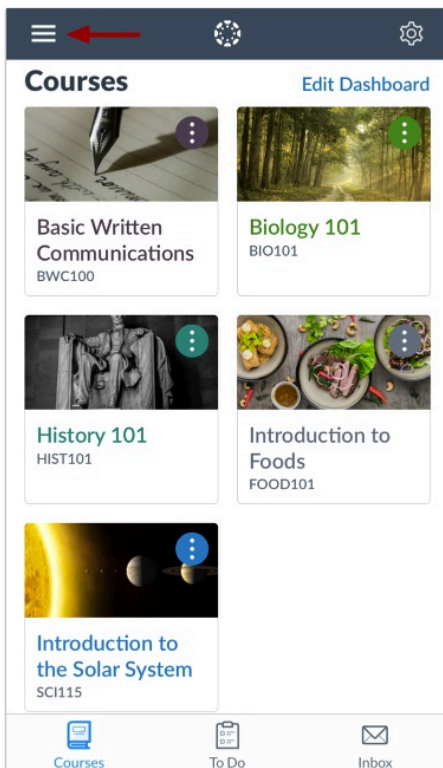 Courses
Edit Dashboard
Basic Written
Communications
BWC100
Biology 101
BIO101
History 101
HIST101
Introduction to
Foods
FOOD101
Introduction to
the Solar System
SCI115
Courses
To Do
Inbox